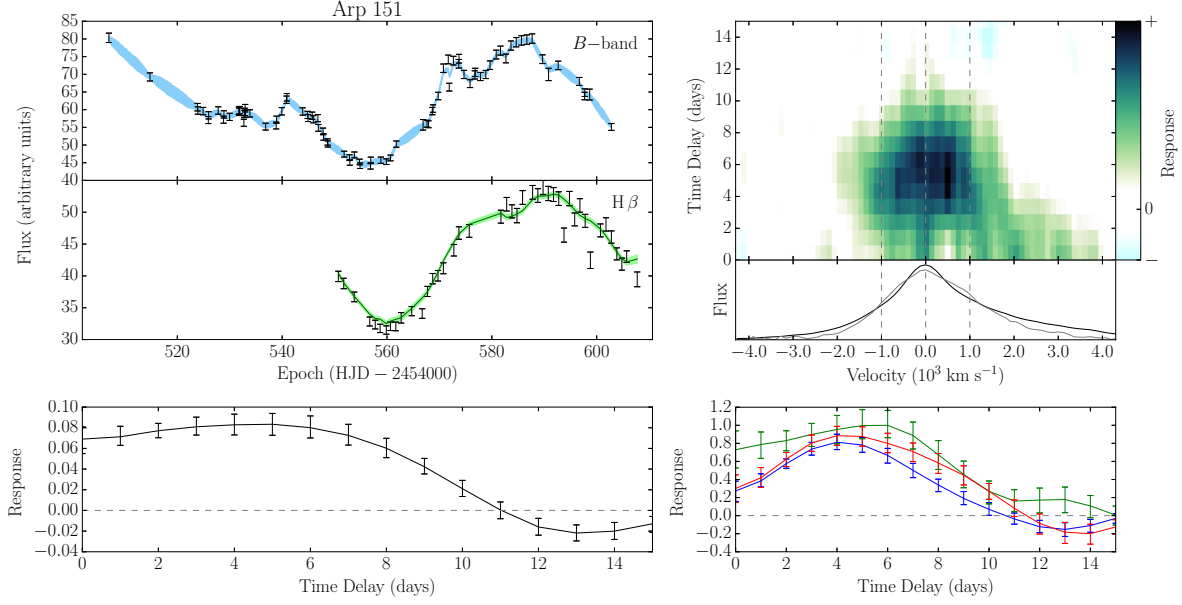 Arp 151
85
80
75
70
65
60
55
50
45
40
B−band
50
45
40
35
30
Hβ
Flux (arbitrary units)
520 540 560 580 600
Epoch (HJD − 2454000)
14
12
10
8
6
4
2
0
Time Delay (days)
+
0
−
Response
Flux
−4.0 −3.0 −2.0 −1.0 0.0 1.0 2.0 3.0 4.0
Velocity (10³ km s⁻¹)
0.10
0.08
0.06
0.04
0.02
0.00
−0.02
−0.04
Response
0 2 4 6 8 10 12 14
Time Delay (days)
1.2
1.0
0.8
0.6
0.4
0.2
0.0
−0.2
−0.4
Response
0 2 4 6 8 10 12 14
Time Delay (days)